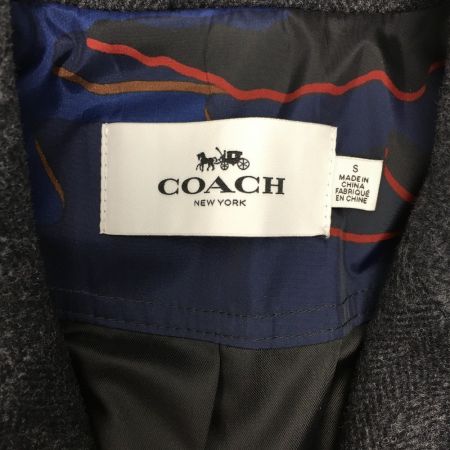 COACH
NEW YORK
S
MADE IN
CHINA
FABRIQUÉ
EN CHINE